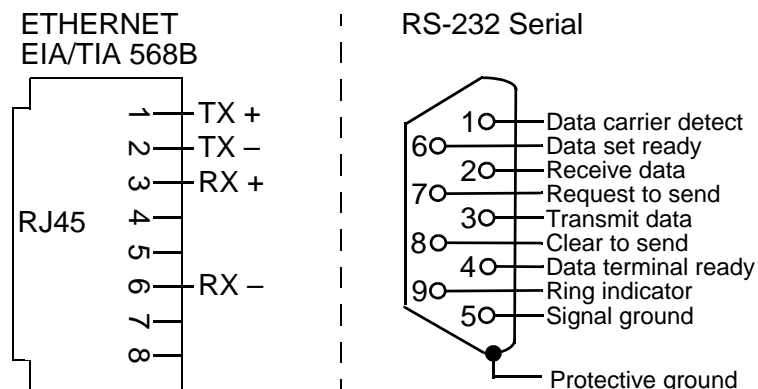 ETHERNET
EIA/TIA 568B
RJ45
1 TX +
2 TX –
3 RX +
4
5
6 RX –
7
8
RS-232 Serial
1 Data carrier detect
6 Data set ready
2 Receive data
7 Request to send
3 Transmit data
8 Clear to send
4 Data terminal ready
9 Ring indicator
5 Signal ground
Protective ground